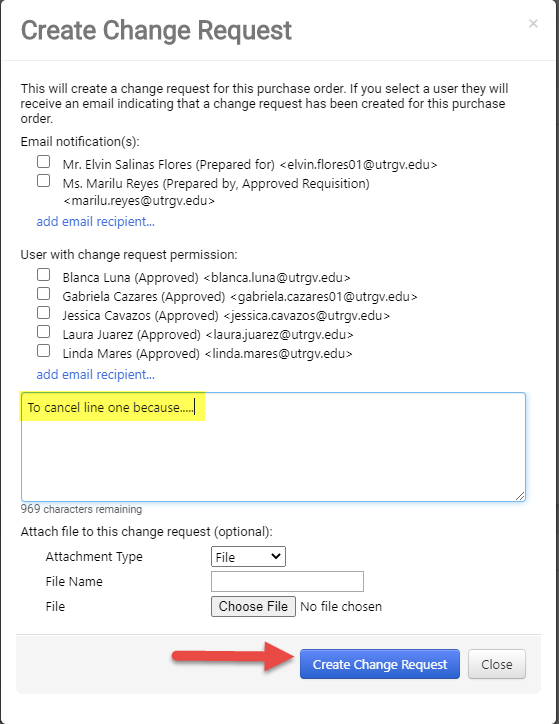 Create Change Request
×
This will create a change request for this purchase order. If you select a user they will
receive an email indicating that a change request has been created for this purchase
order.
Email notification(s):
Mr. Elvin Salinas Flores (Prepared for) <elvin.flores01@utrgv.edu>
Ms. Marilu Reyes (Prepared by, Approved Requisition)
<marilu.reyes@utrgv.edu>
add email recipient...
User with change request permission:
Blanca Luna (Approved) <blanca.luna@utrgv.edu>
Gabriela Cazares (Approved) <gabriela.cazares01@utrgv.edu>
Jessica Cavazos (Approved) <jessica.cavazos@utrgv.edu>
Laura Juarez (Approved) <laura.juarez@utrgv.edu>
Linda Mares (Approved) <linda.mares@utrgv.edu>
add email recipient...
To cancel line one because.....
969 characters remaining
Attach file to this change request (optional):
Attachment Type File
File Name
File Choose File No file chosen
Create Change Request Close